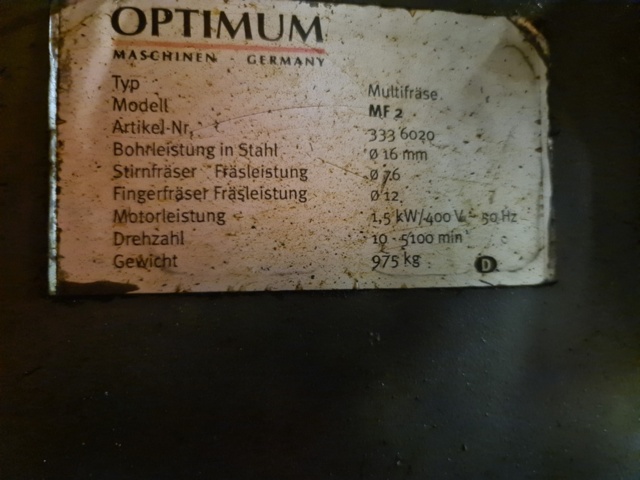 OPTIMUM
MASCHINEN - GERMANY
Typ Multifräse
Modell MF 2
Artikel-Nr. 333 6020
Bohrleistung in Stahl Ø 16 mm
Stirnfräser Fräsleistung Ø 76
Fingerfräser Fräsleistung Ø 12
Motorleistung 1,5 kW/400 V ~ 50 Hz
Drehzahl 10 - 5100 min
Gewicht 975 kg
D